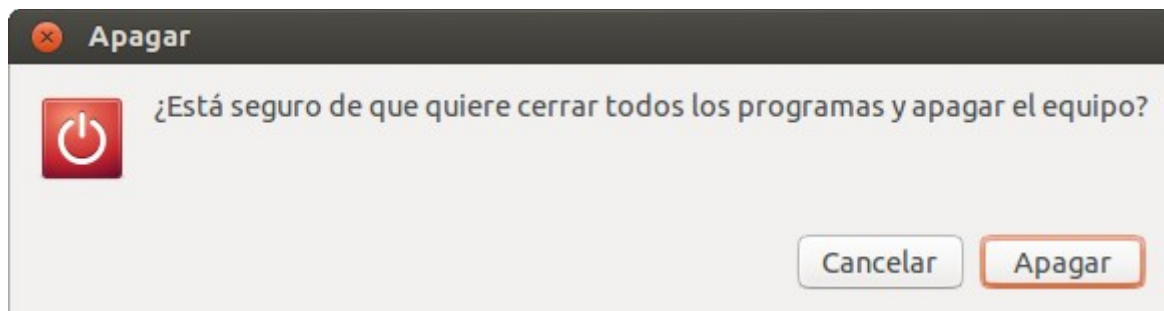 Apagar
¿Está seguro de que quiere cerrar todos los programas y apagar el equipo?
Cancelar Apagar